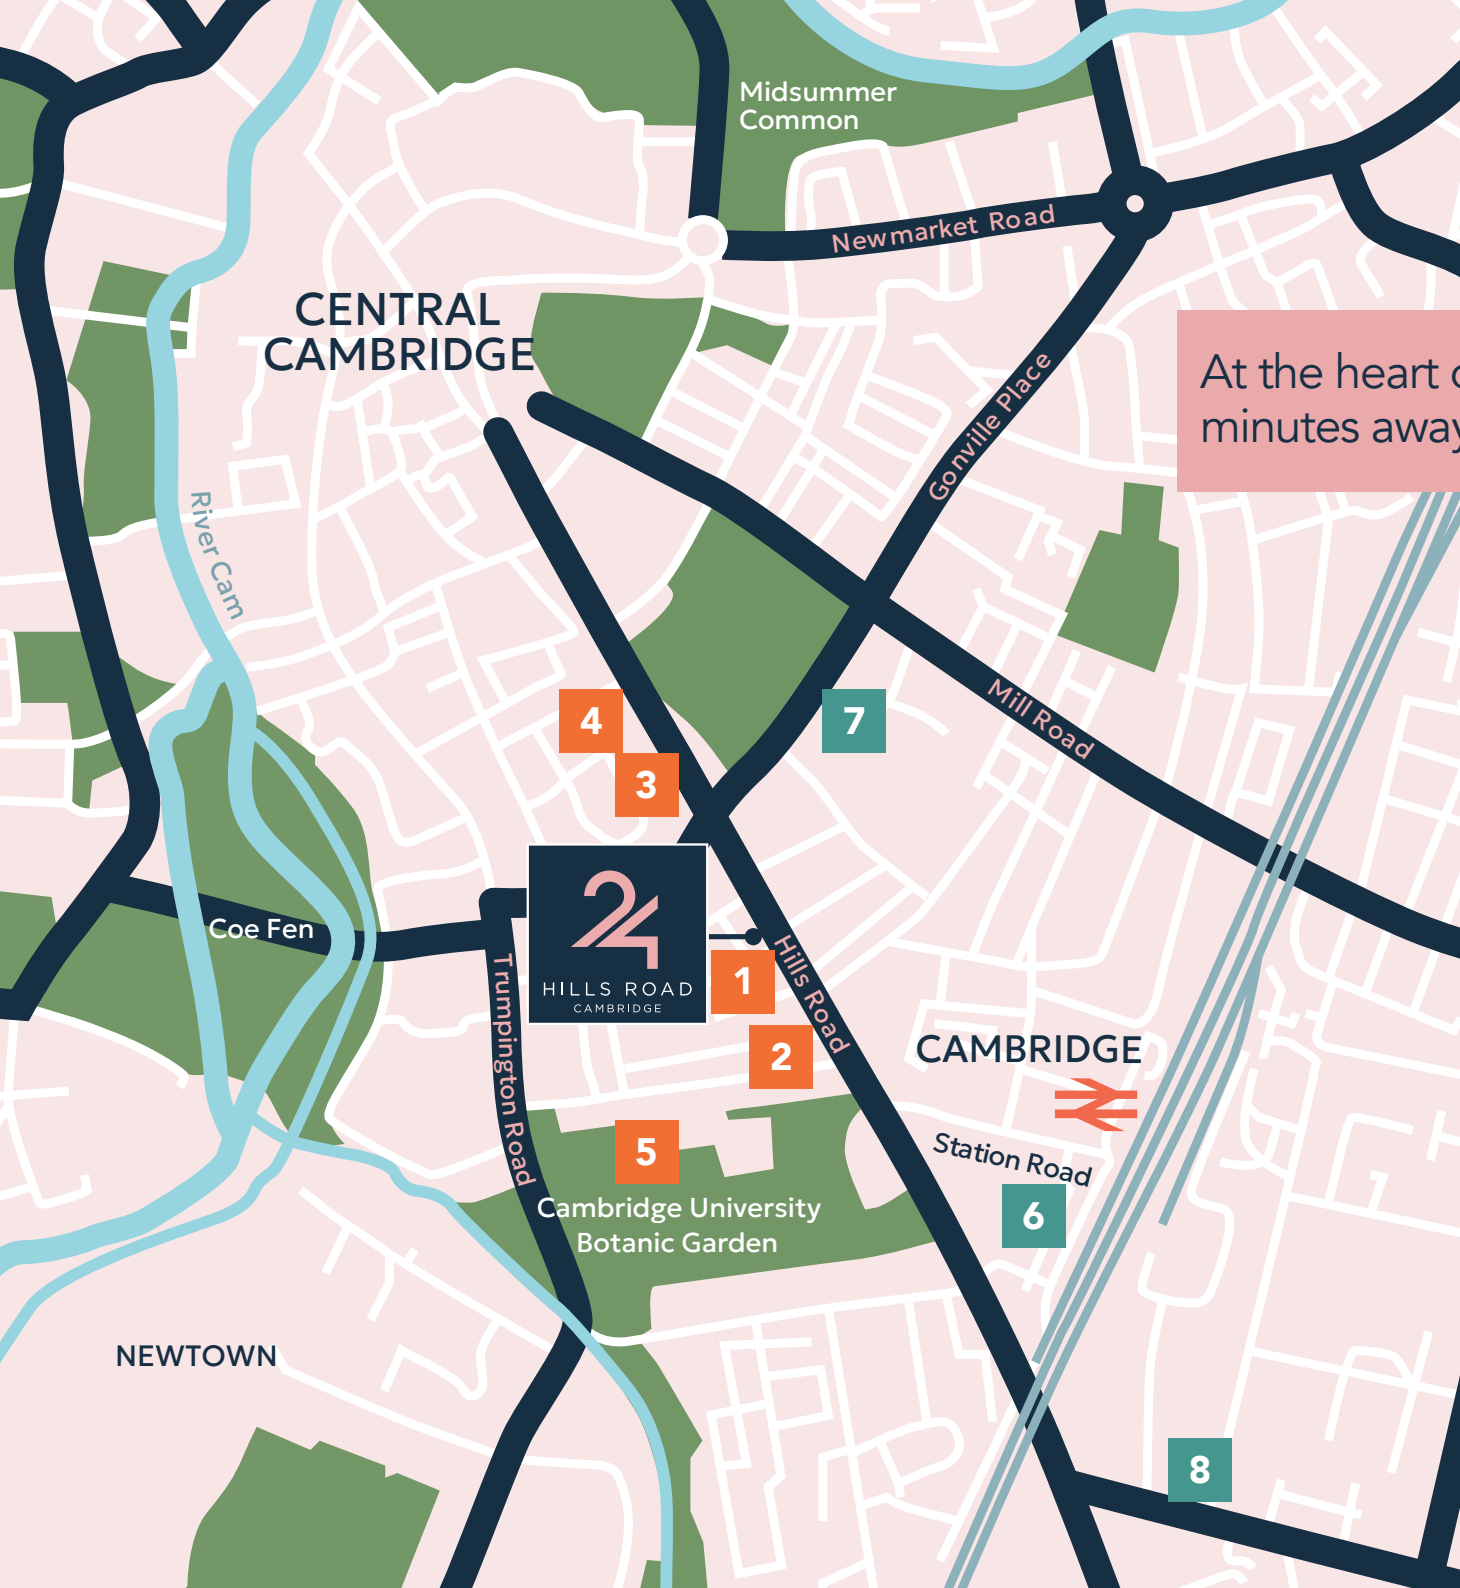 Midsummer
Common
Newmarket Road
CENTRAL
CAMBRIDGE
At the heart
minutes away
Gonville Place
River Cam
Mill Road
4
7
3
24
HILLS ROAD
CAMBRIDGE
Coe Fen
Trumpington Road
1
Hills Road
2
CAMBRIDGE
Station Road
5
Cambridge University
Botanic Garden
6
NEWTOWN
8